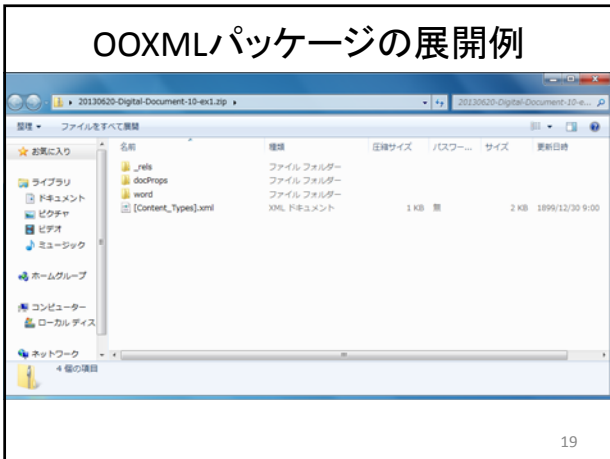 OOXMLパッケージの展開例
20130620-Digital-Document-10-ex1.zip
20130620-Digital-Document-10-e...
整理 ファイルをすべて展開
お気に入り
ライブラリ
ドキュメント
ピクチャ
ビデオ
ミュージック
ホームグループ
コンピューター
ローカル ディス
ネットワーク
名前 種類 圧縮サイズ パスワー... サイズ 更新日時
_rels ファイル フォルダー
docProps ファイル フォルダー
word ファイル フォルダー
[Content_Types].xml XML ドキュメント 1 KB 無 2 KB 1899/12/30 9:00
4 個の項目
19